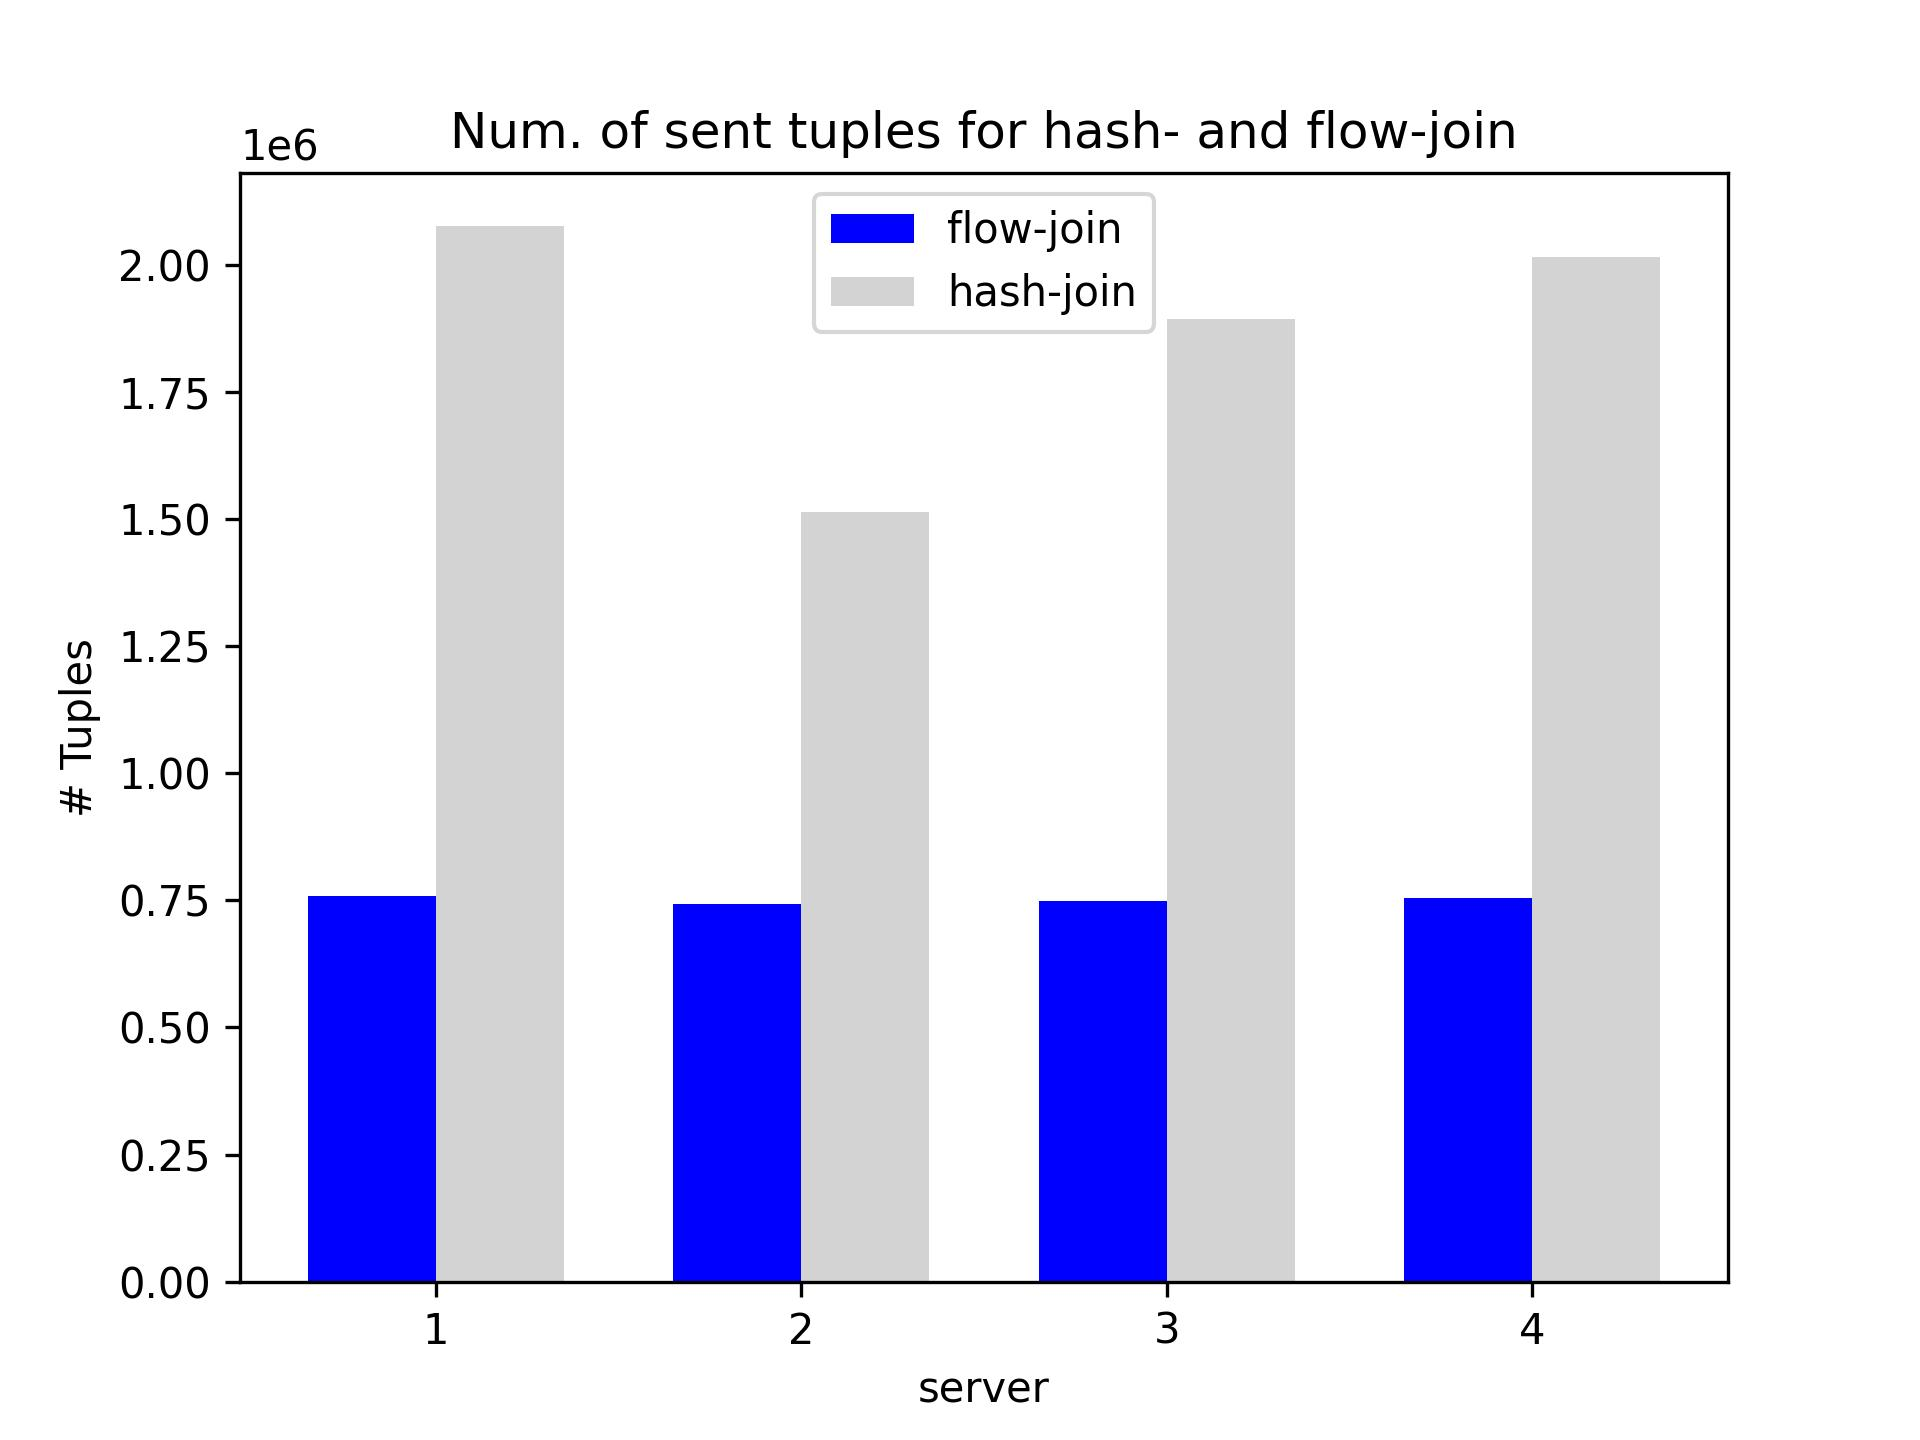 Num. of sent tuples for hash- and flow-join
1e6
flow-join
hash-join
2.00
1.75
1.50
1.25
1.00
0.75
0.50
0.25
0.00
# Tuples
1
2
3
4
server